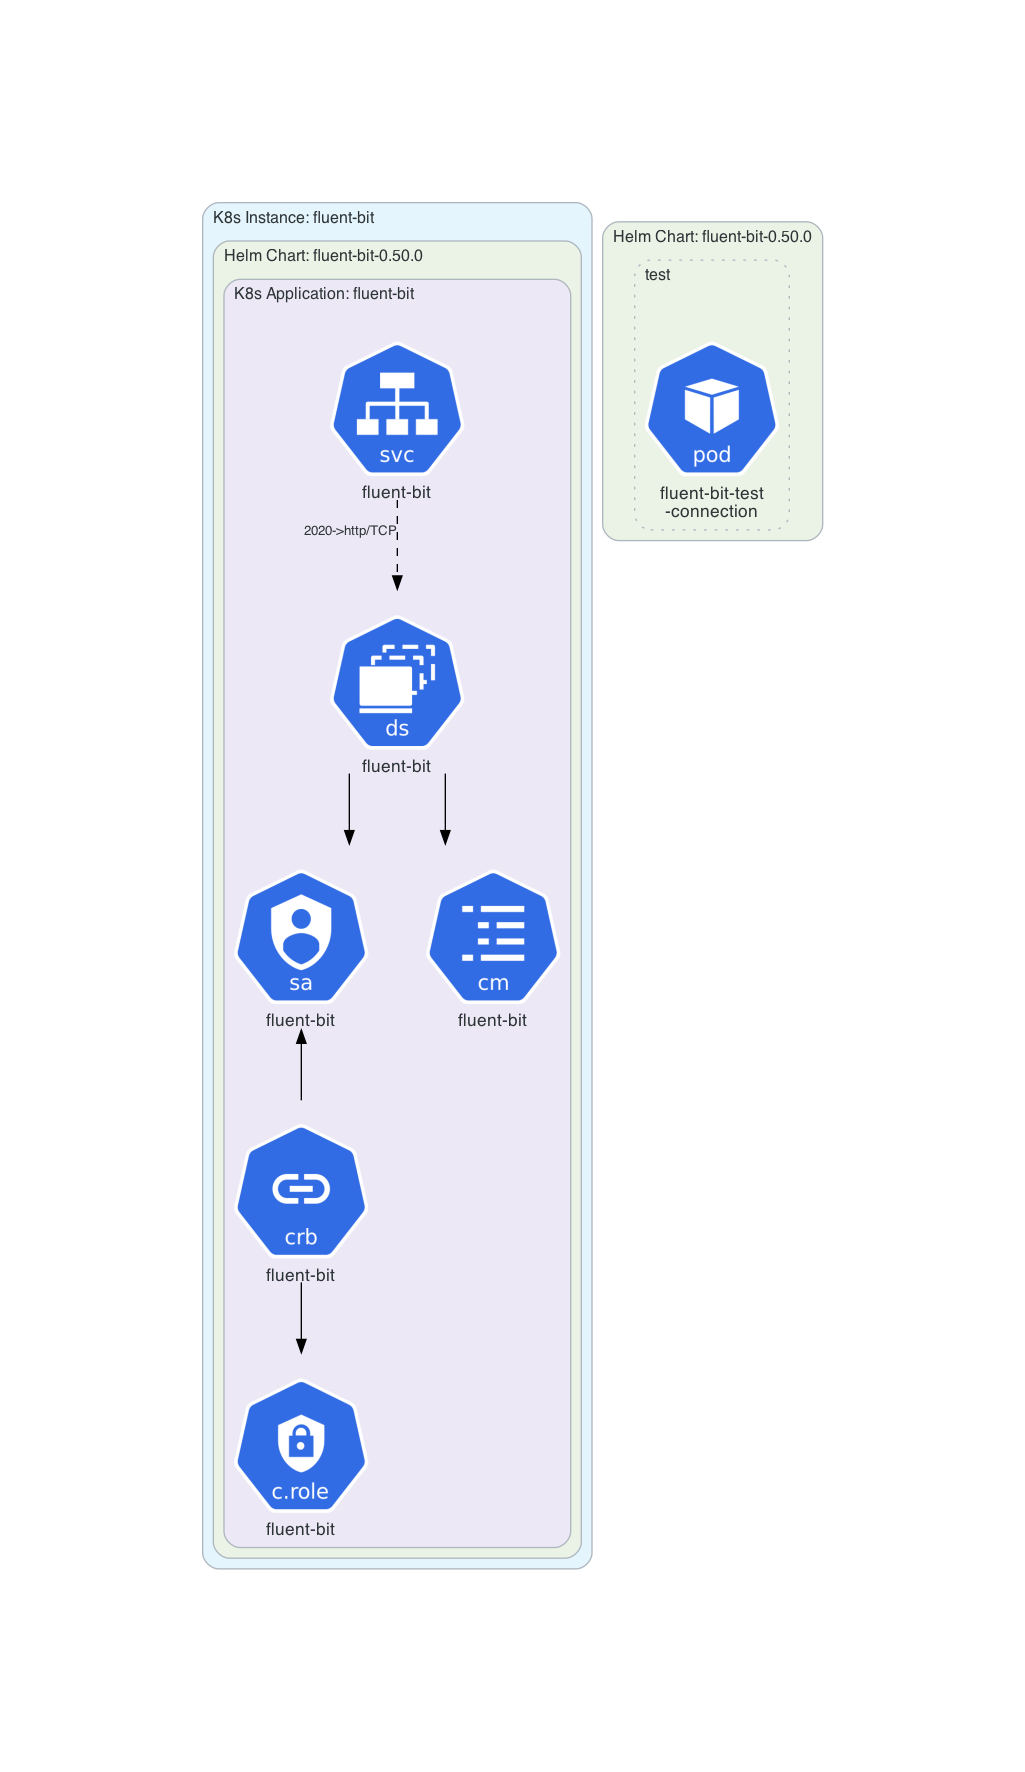 K8s Instance: fluent-bit
Helm Chart: fluent-bit-0.50.0
K8s Application: fluent-bit
svc
fluent-bit
2020->http/TCP
ds
fluent-bit
sa
fluent-bit
cm
fluent-bit
crb
fluent-bit
c.role
fluent-bit
Helm Chart: fluent-bit-0.50.0
test
pod
fluent-bit-test
-connection